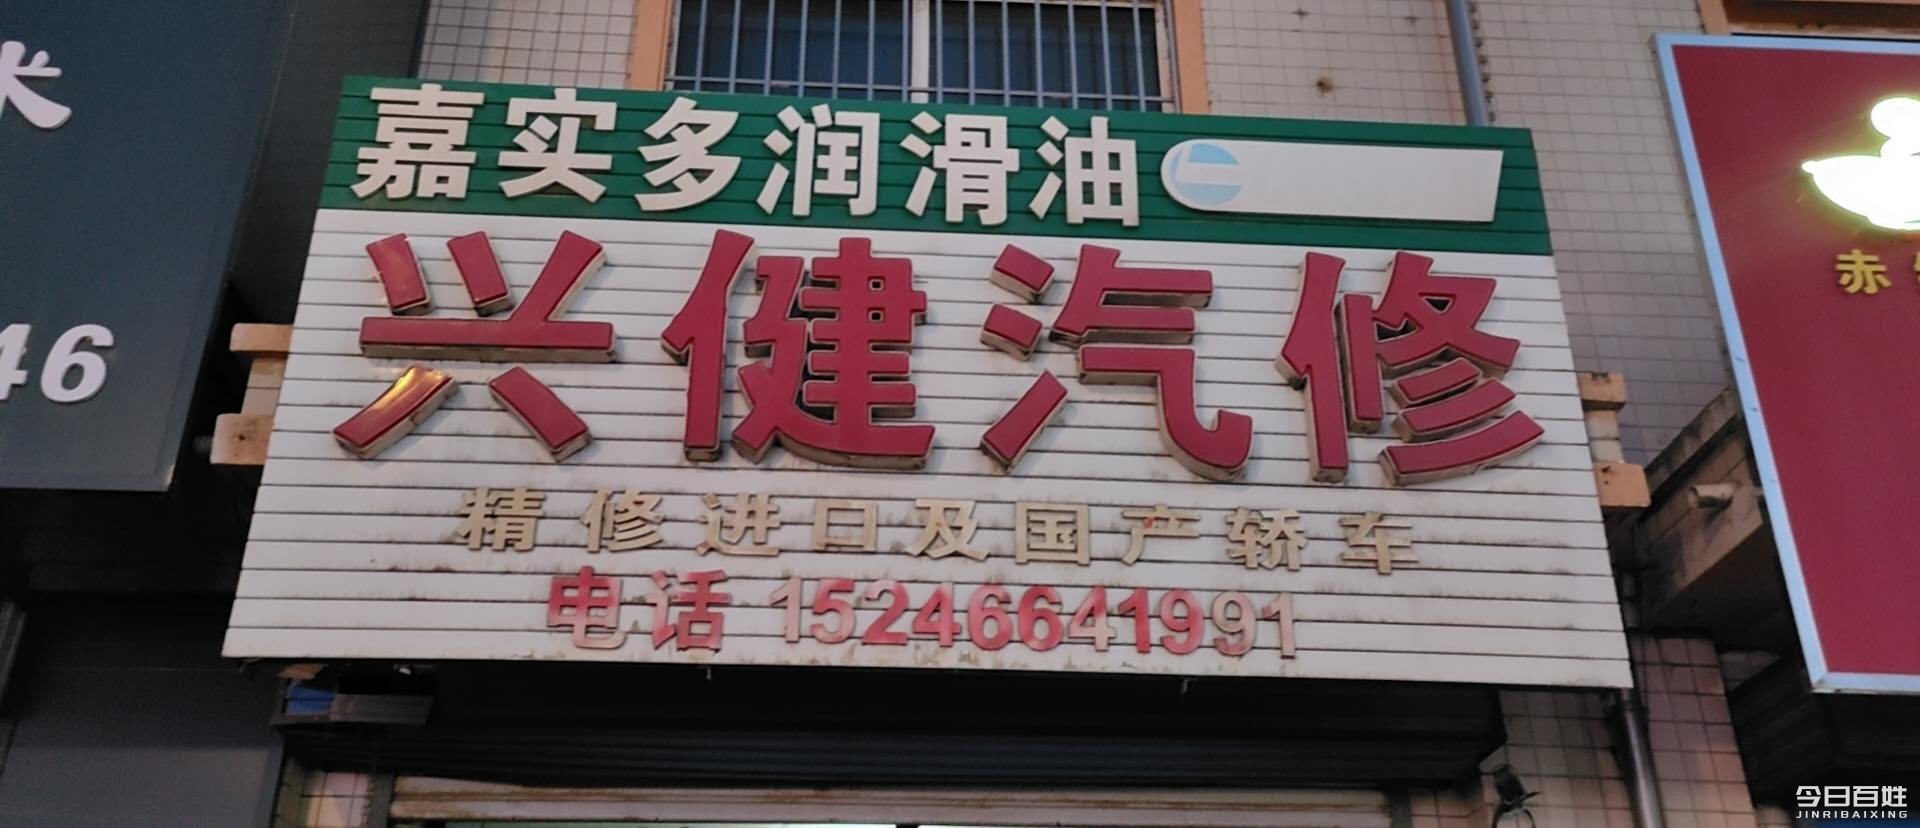 嘉实多润滑油
兴健汽修
精修进口及国产轿车
电话 15246641991
米
46
赤
今日百姓
JINRIBAIXING